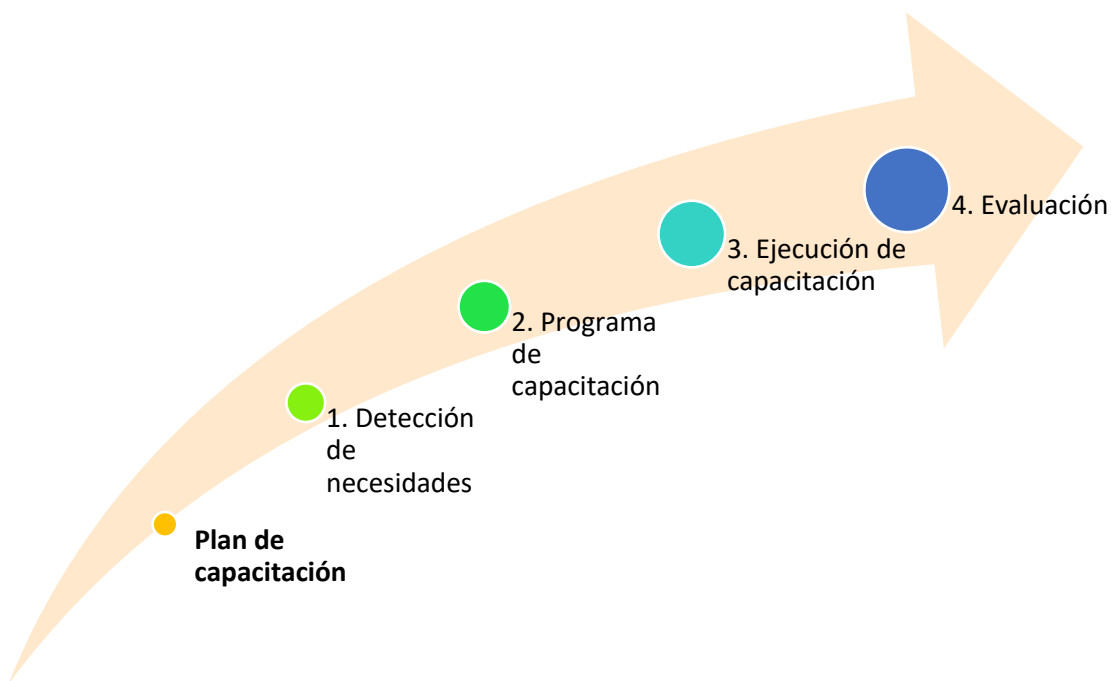 Plan de
capacitación
1. Detección
de
necesidades
2. Programa
de
capacitación
3. Ejecución de
capacitación
4. Evaluación